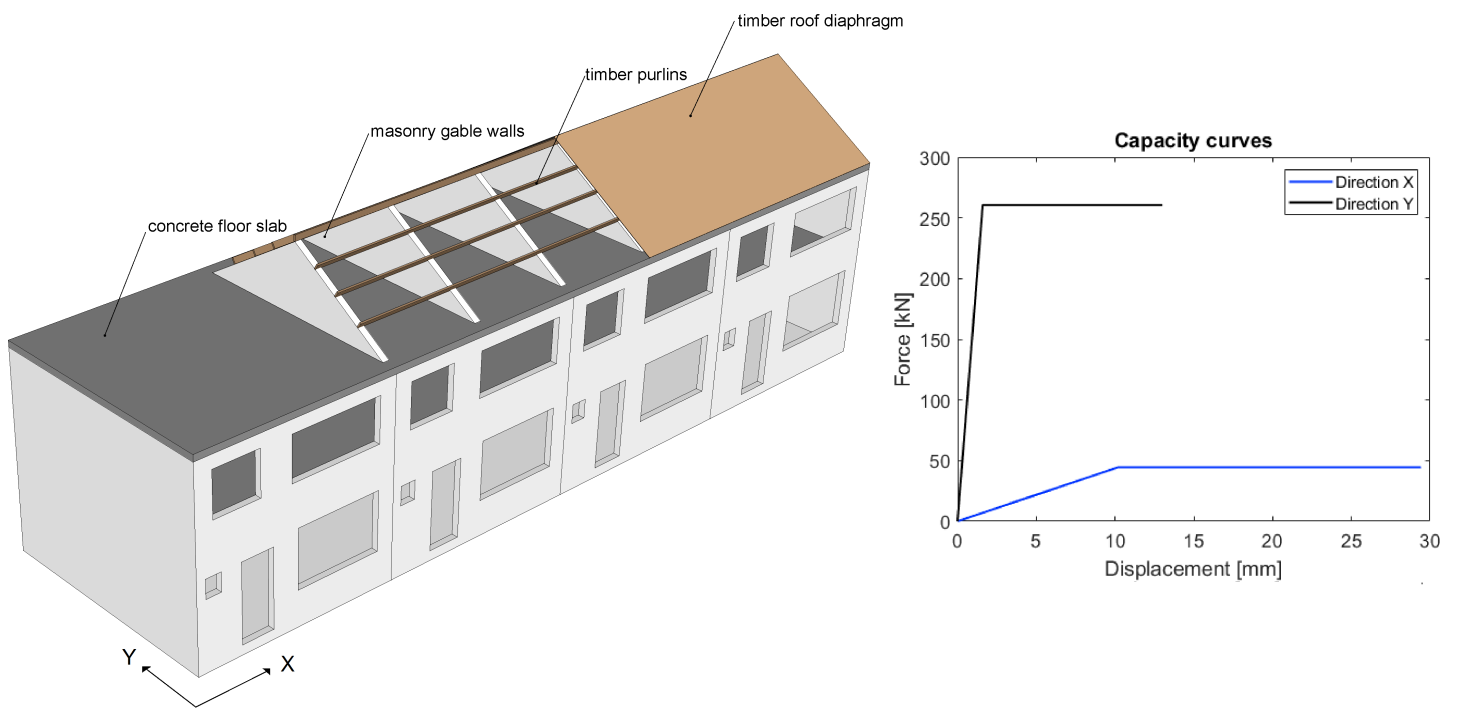 timber roof diaphragm
timber purlins
masonry gable walls
concrete floor slab
Y
X
Capacity curves
Direction X
Direction Y
Force [kN]
300
250
200
150
100
50
0
0 5 10 15 20 25 30
Displacement [mm]